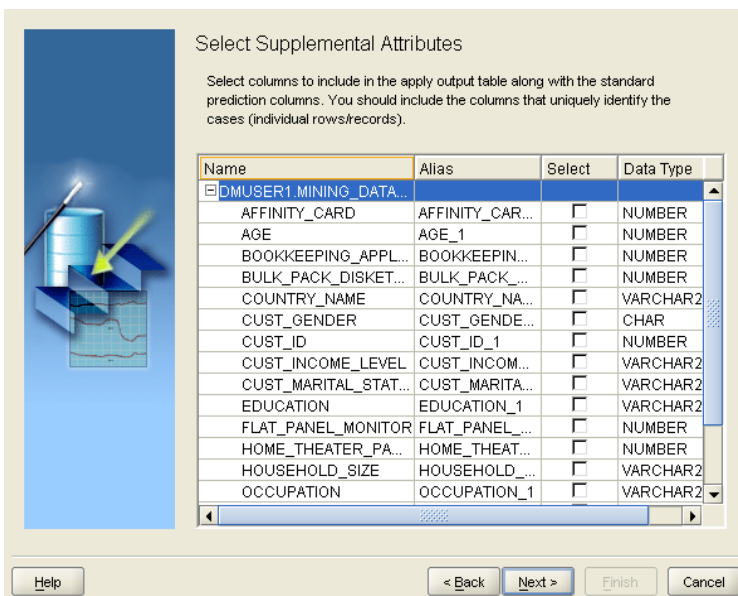 Select Supplemental Attributes
Select columns to include in the apply output table along with the standard
prediction columns. You should include the columns that uniquely identify the
cases (individual rows/records).
Name Alias Select Data Type
DMUSER1.MINING_DATA...
AFFINITY_CARD AFFINITY_CAR... NUMBER
AGE AGE_1 NUMBER
BOOKKEEPING_APPL... BOOKKEEPIN... NUMBER
BULK_PACK_DISKET... BULK_PACK_... NUMBER
COUNTRY_NAME COUNTRY_NA... VARCHAR2
CUST_GENDER CUST_GENDE... CHAR
CUST_ID CUST_ID_1 NUMBER
CUST_INCOME_LEVEL CUST_INCOM... VARCHAR2
CUST_MARITAL_STAT... CUST_MARITA... VARCHAR2
EDUCATION EDUCATION_1 VARCHAR2
FLAT_PANEL_MONITOR FLAT_PANEL_... NUMBER
HOME_THEATER_PA... HOME_THEAT... NUMBER
HOUSEHOLD_SIZE HOUSEHOLD_... VARCHAR2
OCCUPATION OCCUPATION_1 VARCHAR2
Help < Back Next > Finish Cancel